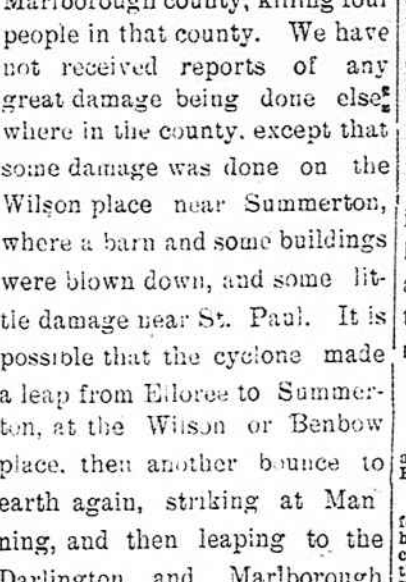 Marlborough county, killing four
people in that county. We have
not received reports of any
great damage being done else-
where in the county. except that
some damage was done on the
Wilson place near Summerton,
where a barn and some buildings
were blown down, and some lit-
tle damage near St. Paul. It is
possible that the cyclone made
a leap from Elloree to Summer-
ton, at the Wilson or Benbow
place. then another bounce to
earth again, striking at Man
ning, and then leaping to the
Darlington and Marlborough